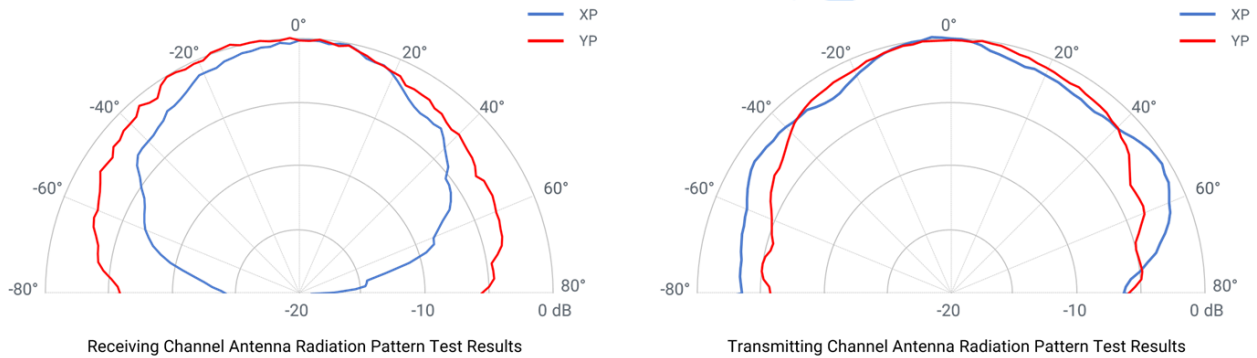 0°
XP
YP
-20°
20°
-40°
40°
-60°
60°
-80°
80°
-20
-10
0 dB
Receiving Channel Antenna Radiation Pattern Test Results
0°
XP
YP
-20°
20°
-40°
40°
-60°
60°
-80°
80°
-20
-10
0 dB
Transmitting Channel Antenna Radiation Pattern Test Results